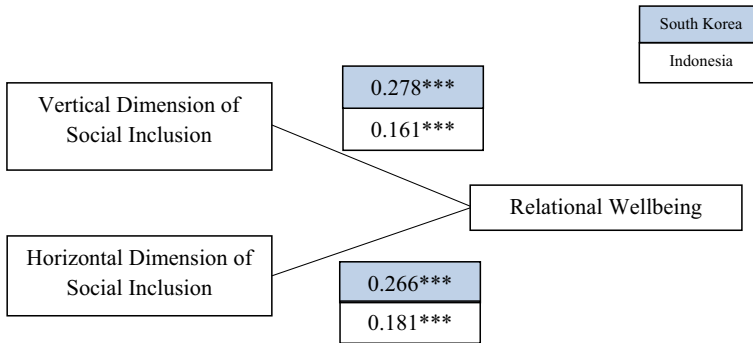 South Korea
Indonesia
0.278***
0.161***
Vertical Dimension of
Social Inclusion
Relational Wellbeing
Horizontal Dimension of
Social Inclusion
0.266***
0.181***